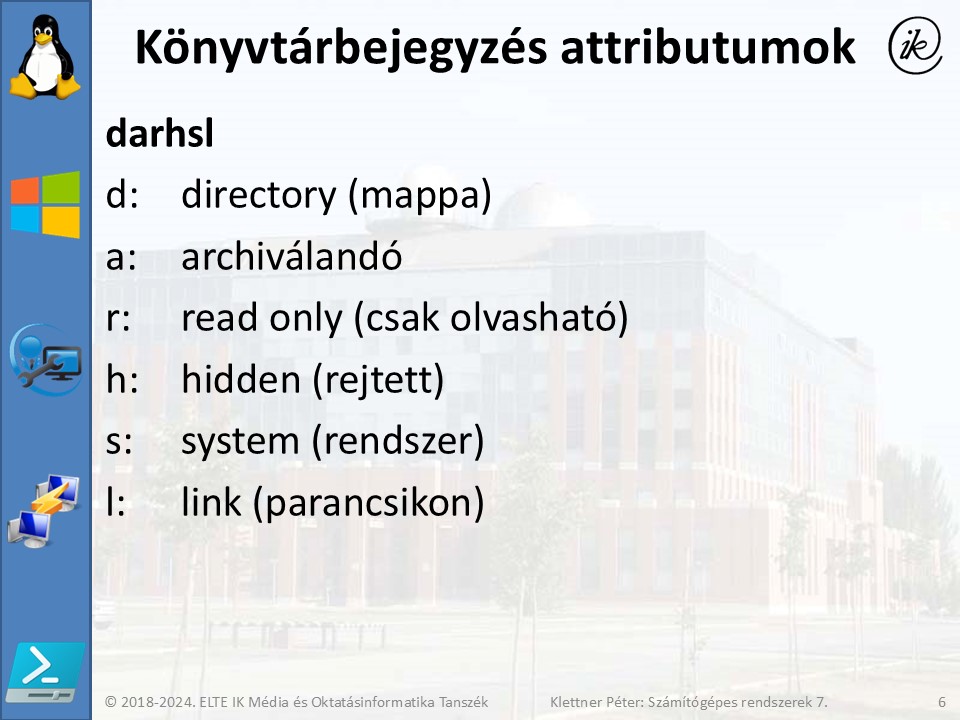 Könyvtárbejegyzés attributumok
ik
darhsl
d: directory (mappa)
a: archiválandó
r: read only (csak olvasható)
h: hidden (rejtett)
s: system (rendszer)
l: link (parancsikon)
© 2018-2024. ELTE IK Média és Oktatásinformatika Tanszék Klettner Péter: Számítógépes rendszerek 7. 6